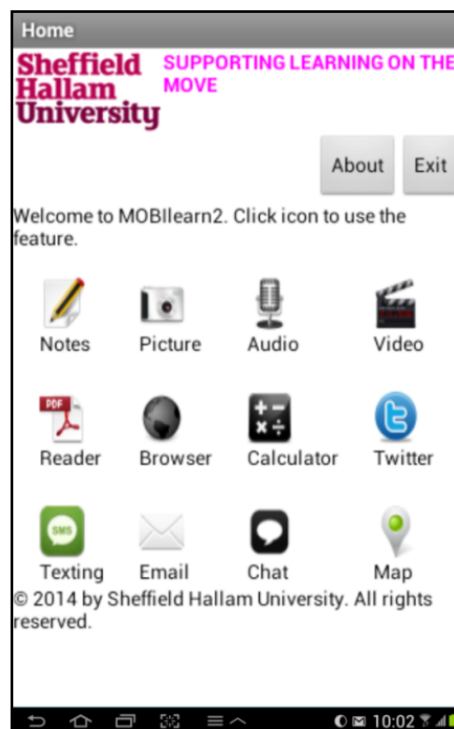 Home
Sheffield
Hallam
University
SUPPORTING LEARNING ON THE
MOVE
About Exit
Welcome to MOBIlearn2. Click icon to use the
feature.
Notes Picture Audio Video
PDF
Reader Browser Calculator Twitter
SMS
Texting Email Chat Map
© 2014 by Sheffield Hallam University. All rights
reserved.
10:02